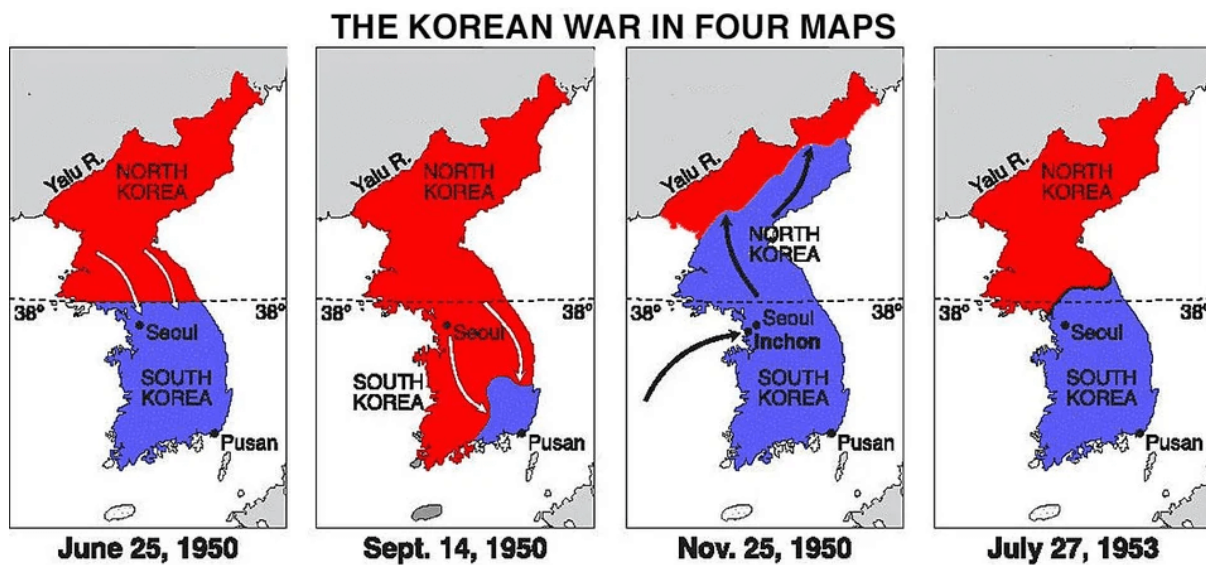 THE KOREAN WAR IN FOUR MAPS
Yalu R.
NORTH
KOREA
38°
38°
Seoul
SOUTH
KOREA
Pusan
June 25, 1950
Yalu R.
NORTH
KOREA
38°
38°
Seoul
SOUTH
KOREA
Pusan
Sept. 14, 1950
Yalu R.
NORTH
KOREA
38°
38°
Seoul
Inchon
SOUTH
KOREA
Pusan
Nov. 25, 1950
Yalu R.
NORTH
KOREA
38°
38°
Seoul
SOUTH
KOREA
Pusan
July 27, 1953